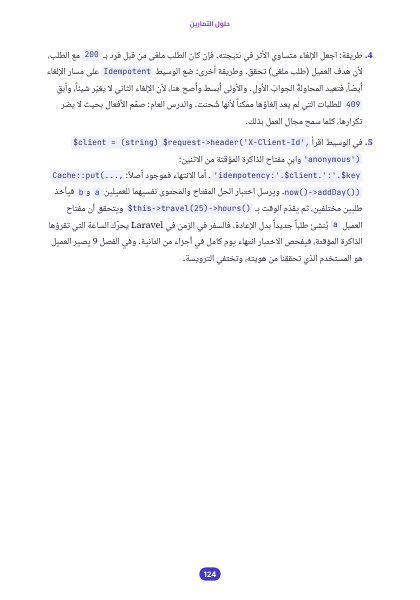 حلول التمارين
4. طريقة: اجعل الإلغاء متساوي الأثر في نتيجته. فإن كان الطلب ملغى من قبل فرد بـ 200 مع الطلب،
لأن هدف العميل (طلب ملغى) تحقق. وطريقة أخرى: ضع الوسيط Idempotent على مسار الإلغاء
أيضاً، فتعيد المحاولةُ الجوابَ الأول. والأولى أبسط وأصح هنا، لأن الإلغاء الثاني لا يغيّر شيئاً، وأبقِ
409 للطلبات التي لم يعد إلغاؤها ممكناً لأنها شُحنت. والدرس العام: صمّم الأفعال بحيث لا يضر
تكرارها، كلما سمح مجال العمل بذلك.
5. في الوسيط اقرأ $client = (string) $request->header('X-Client-Id',
'anonymous') وابنِ مفتاح الذاكرة المؤقتة من الاثنين:
'idempotency:'.$client.':'.$key. أما الانتهاء فموجود أصلاً: Cache::put(...,
now()->addDay()). ويرسل اختبار الحل المفتاح والمحتوى نفسيهما للعميلين a و b فيأخذ
طلبين مختلفين، ثم يقدّم الوقت بـ $this->travel(25)->hours() ويتحقق أن مفتاح
العميل a يُنشئ طلباً جديداً بدل الإعادة. فالسفر في الزمن في Laravel يحرّك الساعة التي تقرؤها
الذاكرة المؤقتة، فيفحص الاختبار انتهاء يوم كامل في أجزاء من الثانية. وفي الفصل 9 يصير العميل
هو المستخدم الذي تحققنا من هويته، وتختفي الترويسة.
124